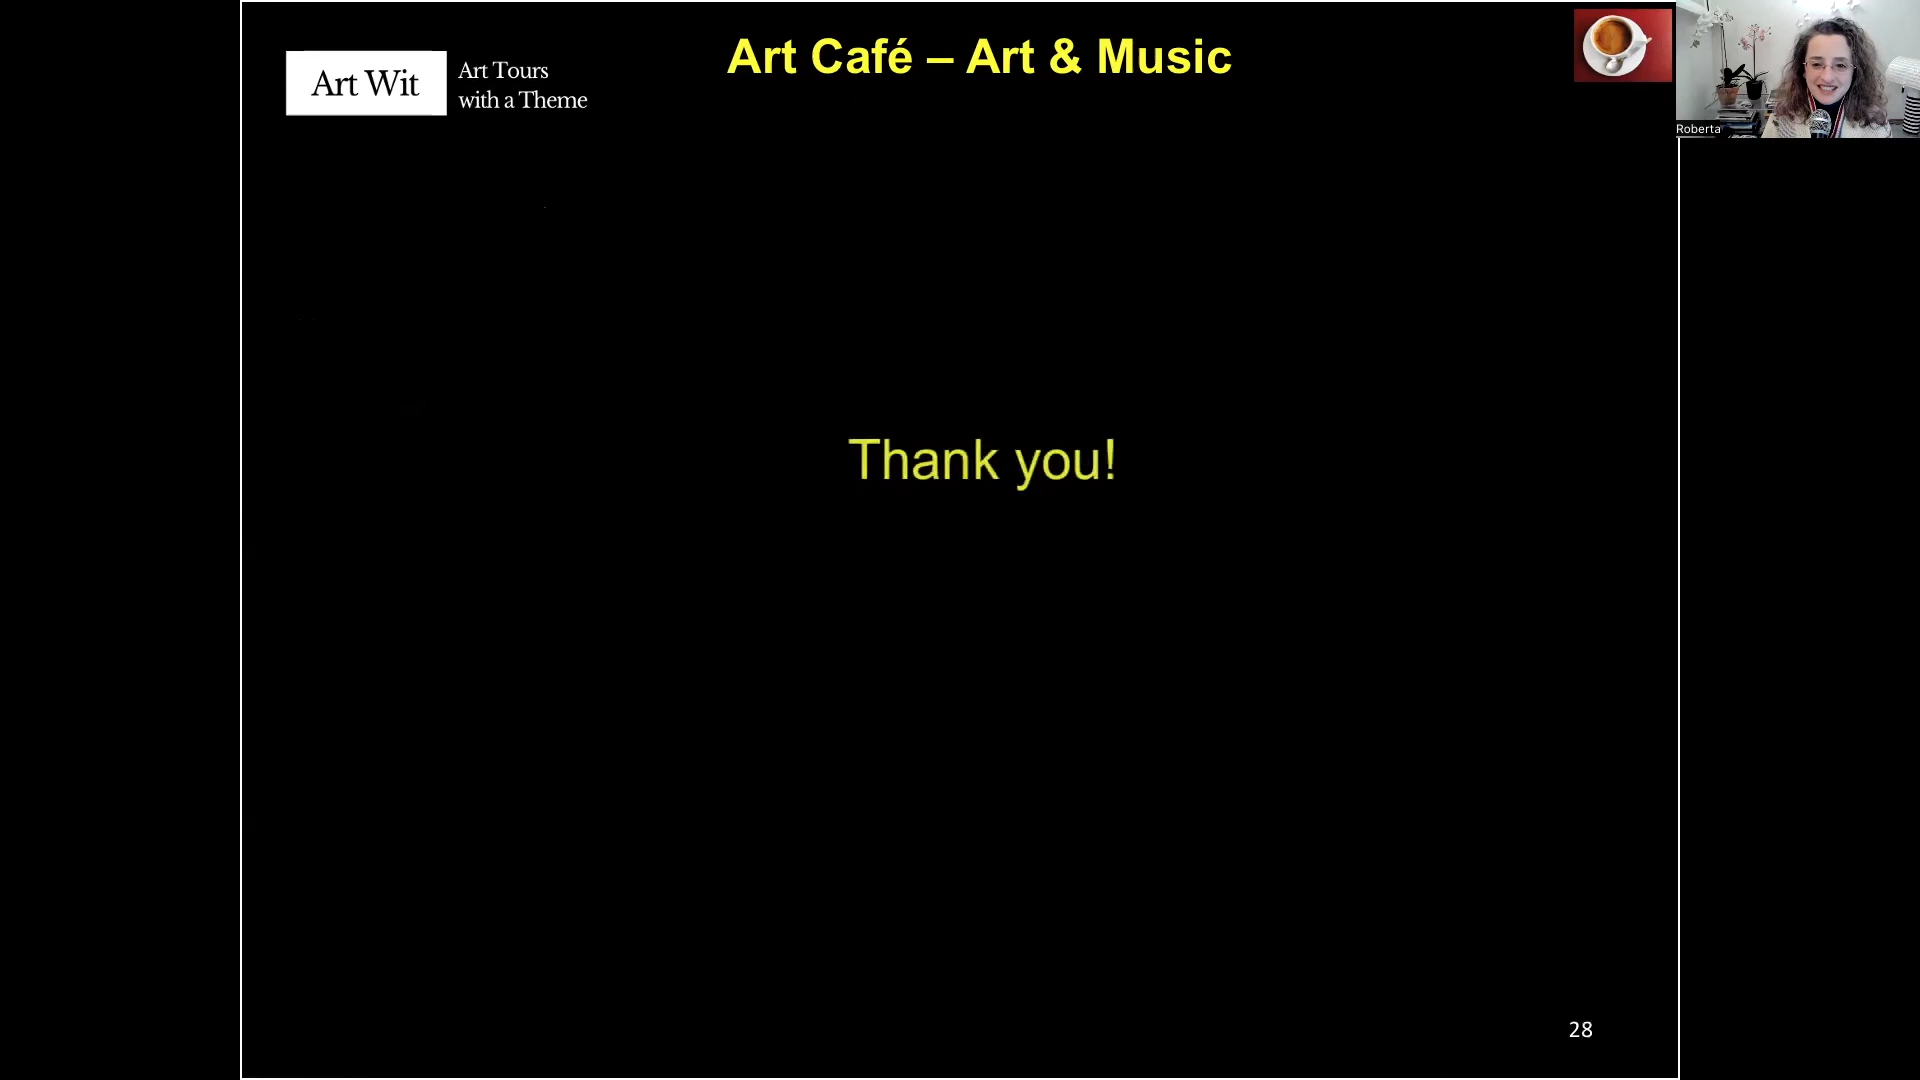 Art Café – Art & Music
Art Wit
Art Tours
with a Theme
Roberta
Thank you!
28